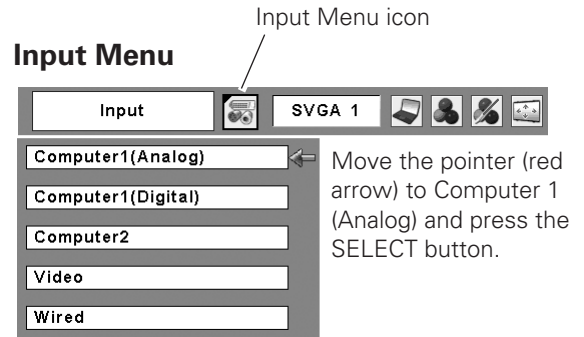 Input Menu icon
Input Menu
Input SVGA 1
Computer1(Analog)
Computer1(Digital)
Computer2
Video
Wired
Move the pointer (red
arrow) to Computer 1
(Analog) and press the
SELECT button.